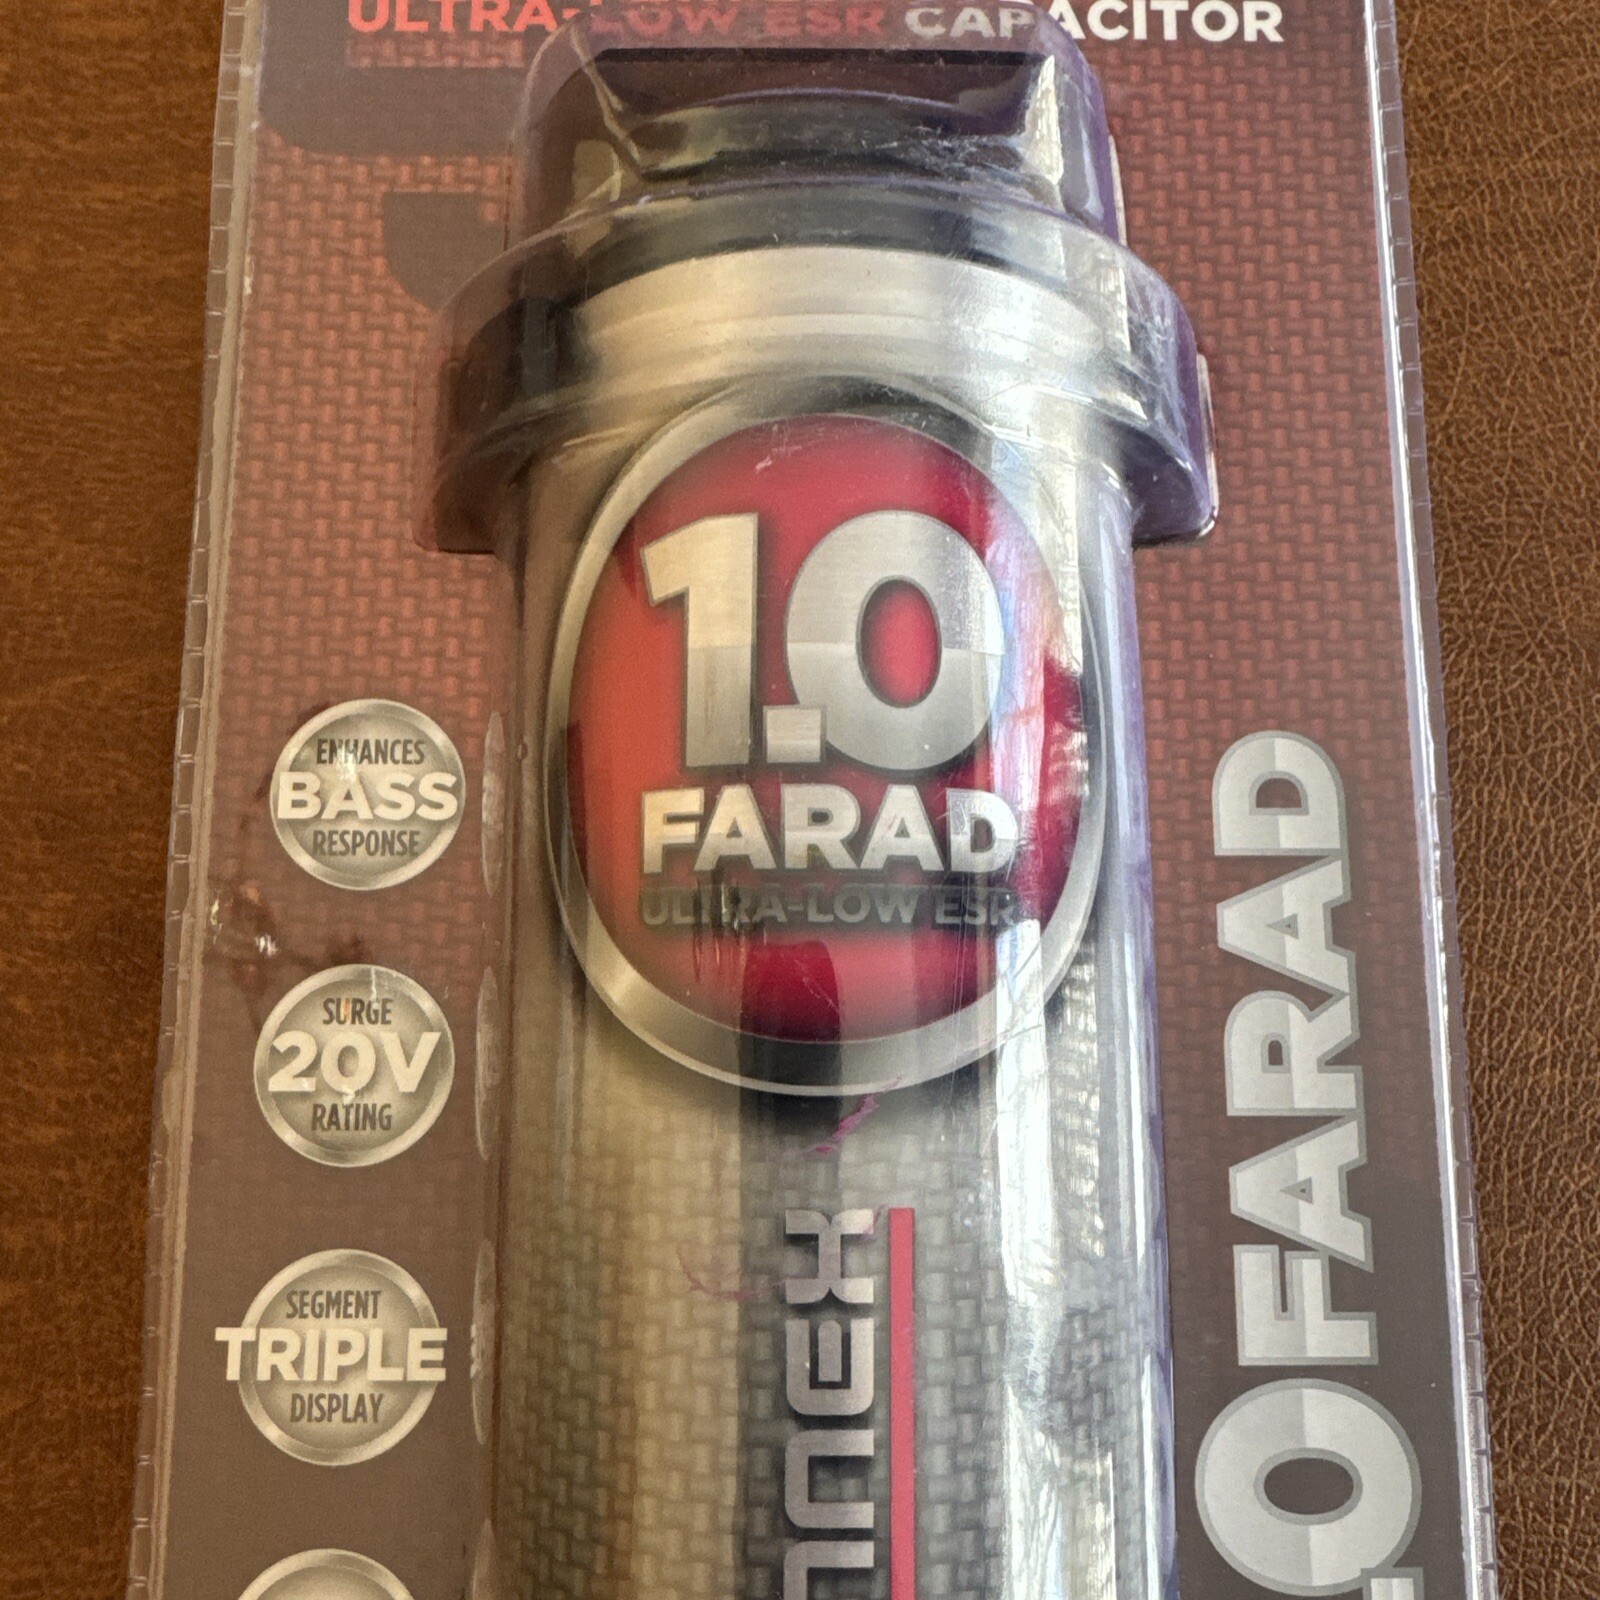 ULTRA-LOW ESR CAPACITOR
1.0
FARAD
ULTRA-LOW ESR
ENHANCES
BASS
RESPONSE
SURGE
20V
RATING
SEGMENT
TRIPLE
DISPLAY
.0 FARAD